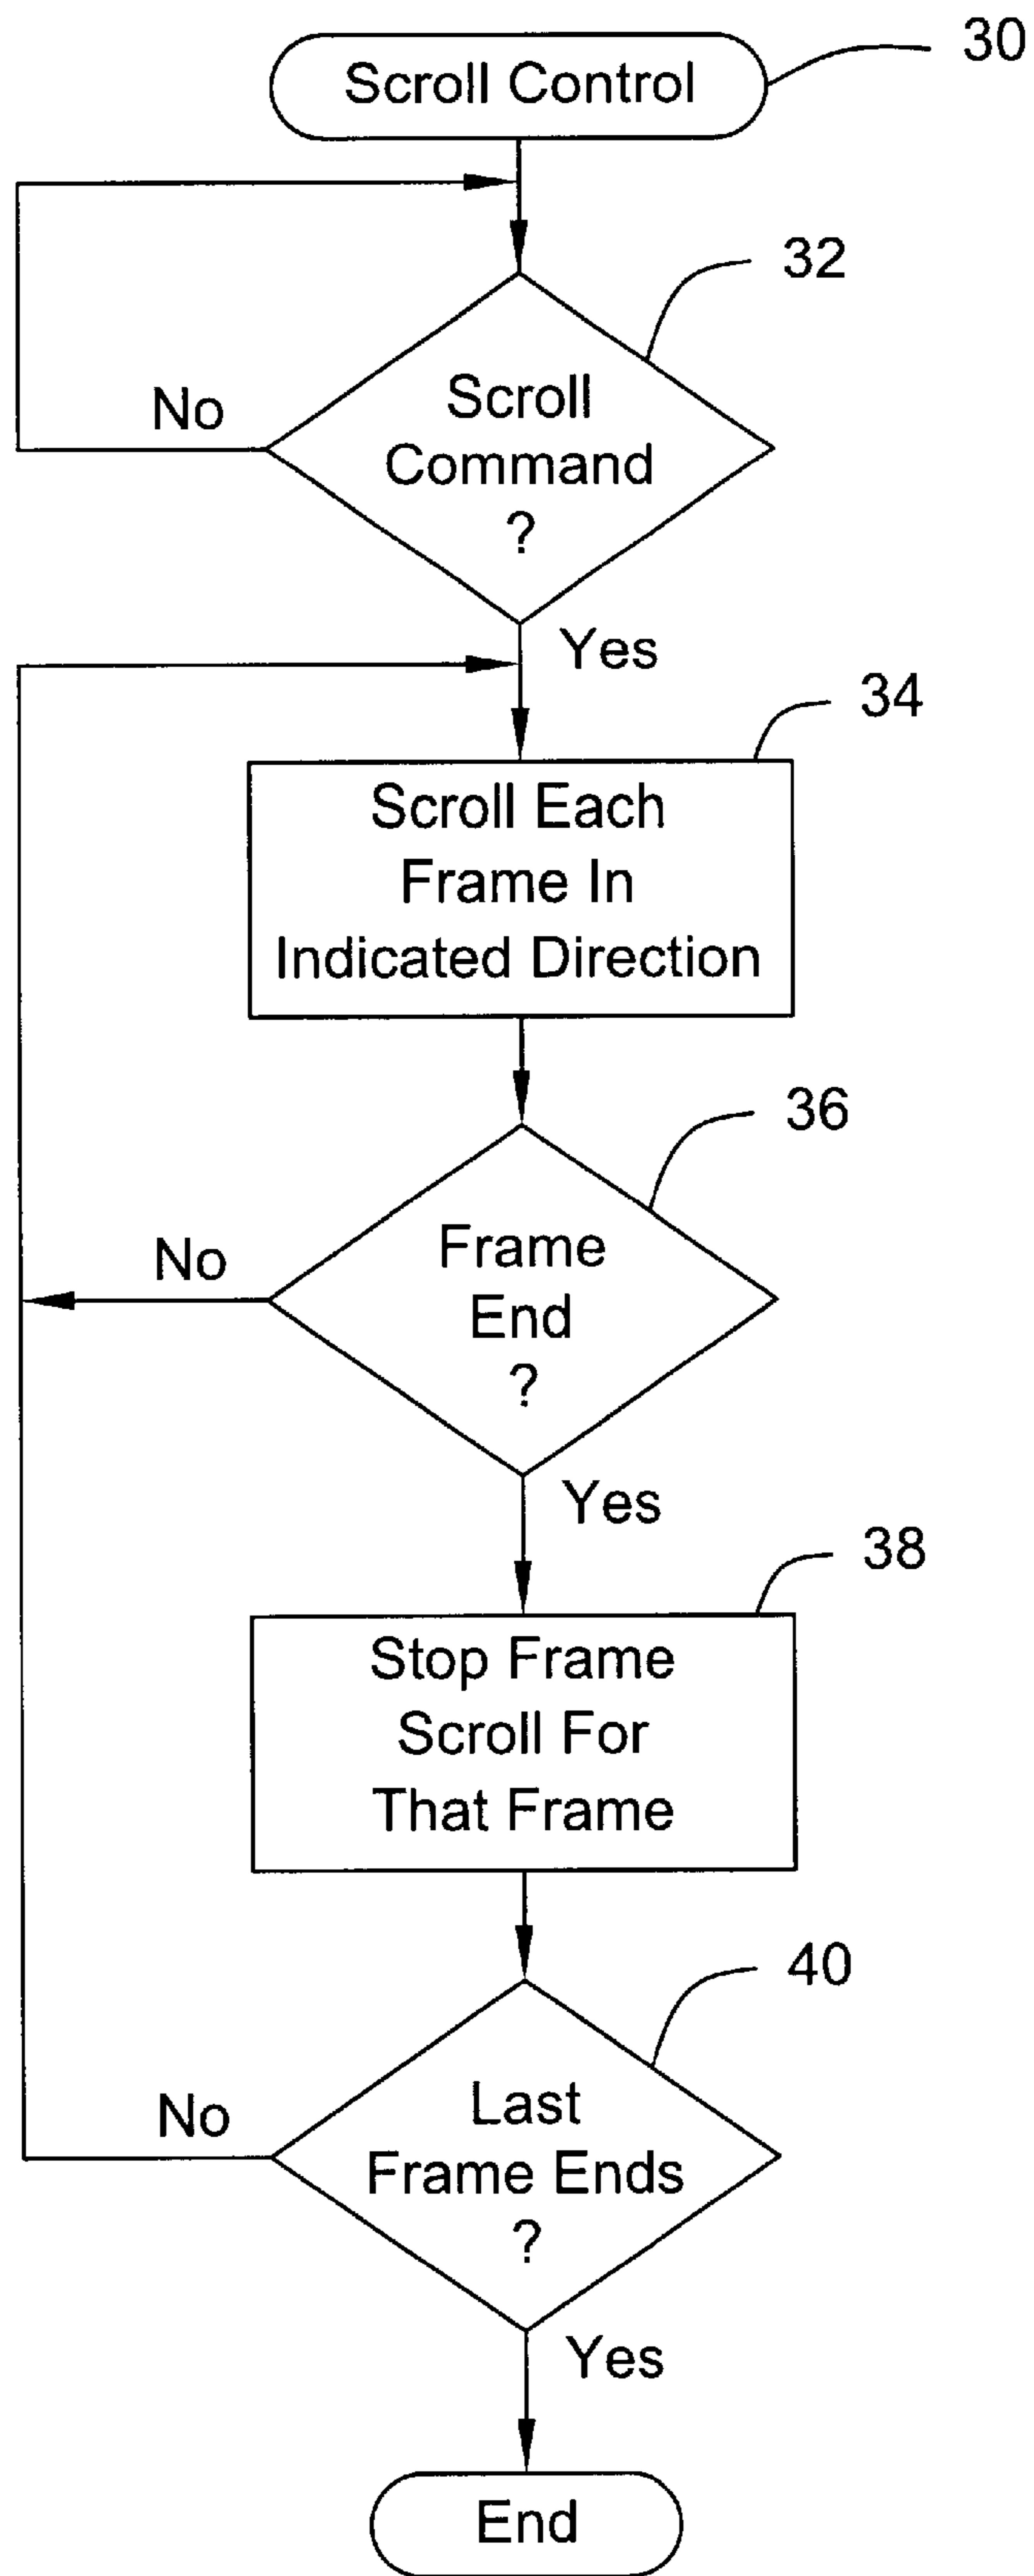 Scroll Control
30
32
Scroll
Command
?
No
Yes
34
Scroll Each
Frame In
Indicated Direction
36
Frame
End
?
No
Yes
38
Stop Frame
Scroll For
That Frame
40
Last
Frame Ends
?
No
Yes
End